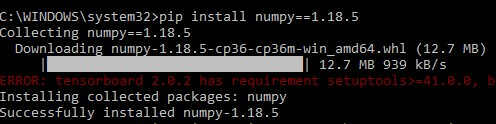 C:\WINDOWS\system32>pip install numpy==1.18.5
Collecting numpy==1.18.5
Downloading numpy-1.18.5-cp36-cp36m-win_amd64.whl (12.7 MB)
|████████████████████████████████| 12.7 MB 939 kB/s
ERROR: tensorboard 2.0.2 has requirement setuptools>=41.0.0, b
Installing collected packages: numpy
Successfully installed numpy-1.18.5